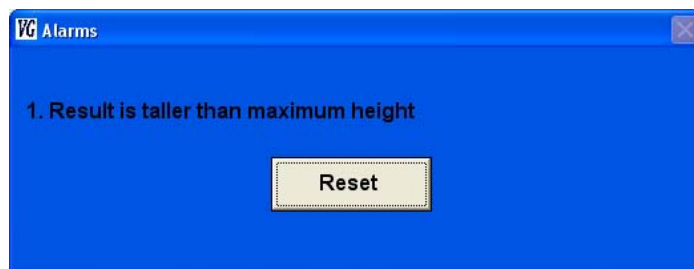 VG Alarms
1. Result is taller than maximum height
Reset